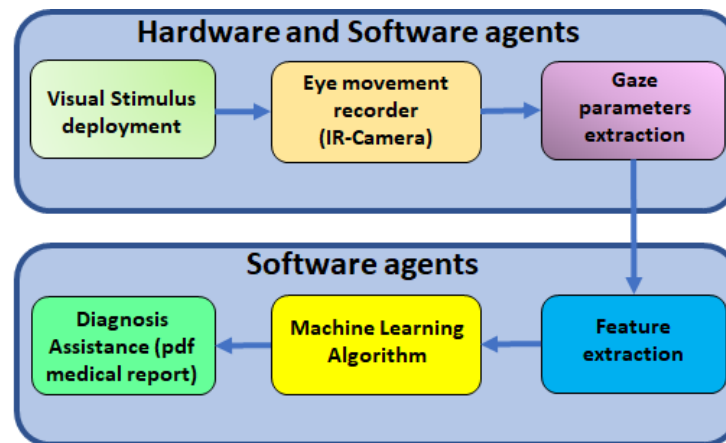 Hardware and Software agents
Visual Stimulus
deployment
Eye movement
recorder
(IR-Camera)
Gaze
parameters
extraction
Software agents
Diagnosis
Assistance (pdf
medical report)
Machine Learning
Algorithm
Feature
extraction